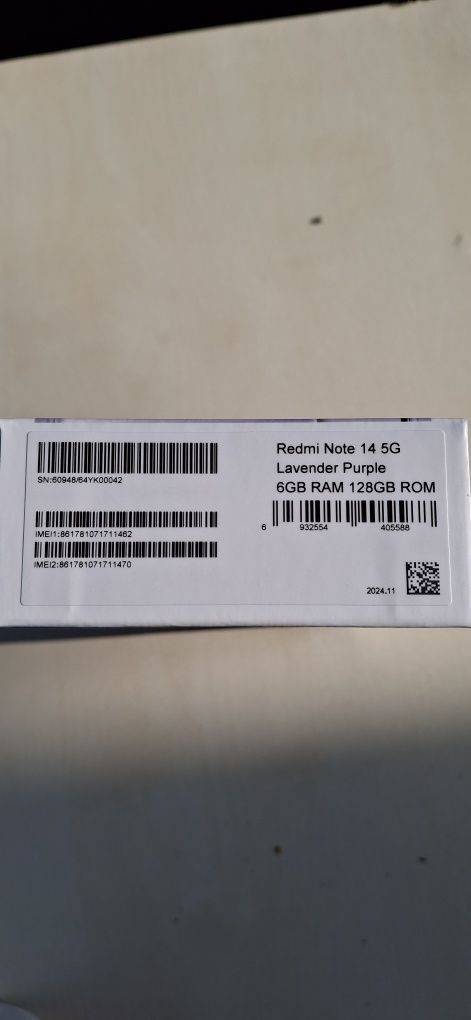 SN:60948/64YK00042
IMEI1:861781071711462
IMEI2:861781071711470
Redmi Note 14 5G
Lavender Purple
6GB RAM 128GB ROM
6 932554 405588
2024.11